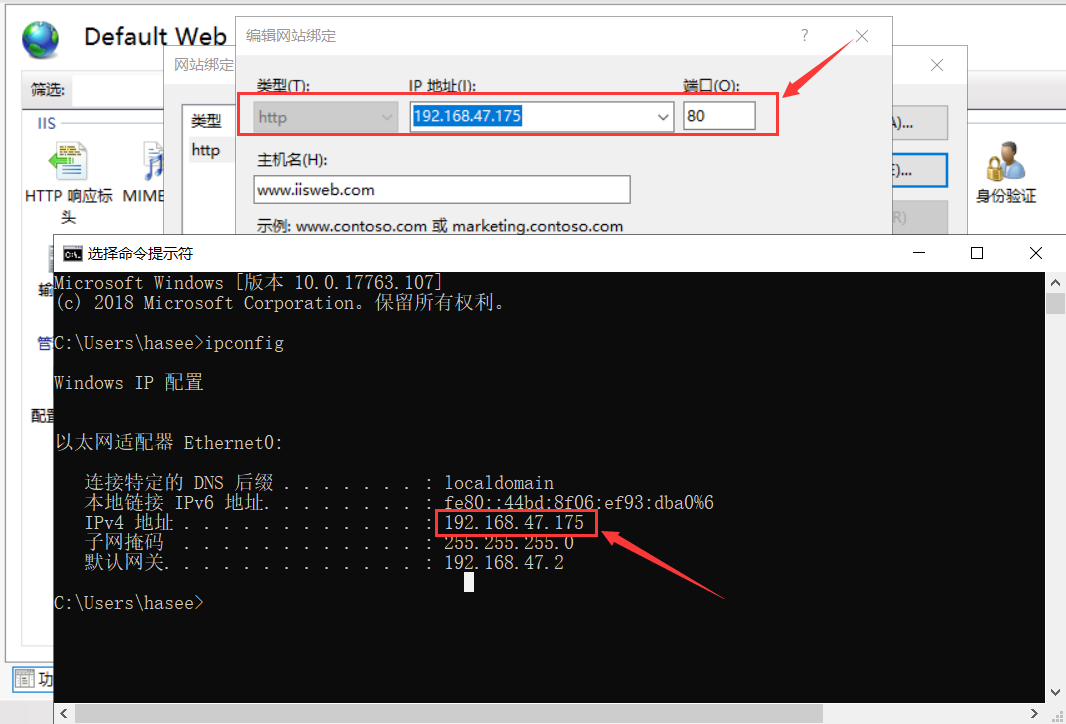 Default Web
编辑网站绑定
?
网站绑定
类型(T):
IP 地址(I):
端口(O):
筛选:
http
192.168.47.175
80
类型
http
IIS
主机名(H):
www.iisweb.com
HTTP 响应标
头
MIME
身份验证
示例: www.contoso.com 或 marketing.contoso.com
选择命令提示符
Microsoft Windows [版本 10.0.17763.107]
(c) 2018 Microsoft Corporation。保留所有权利。
C:\Users\hasee>ipconfig
Windows IP 配置
以太网适配器 Ethernet0:
连接特定的 DNS 后缀 . . . . . . . : localdomain
本地链接 IPv6 地址. . . . . . . . : fe80::44bd:8f06:ef93:dba0%6
IPv4 地址 . . . . . . . . . . . . : 192.168.47.175
子网掩码 . . . . . . . . . . . . : 255.255.255.0
默认网关. . . . . . . . . . . . . : 192.168.47.2
C:\Users\hasee>
输
管
配置
功